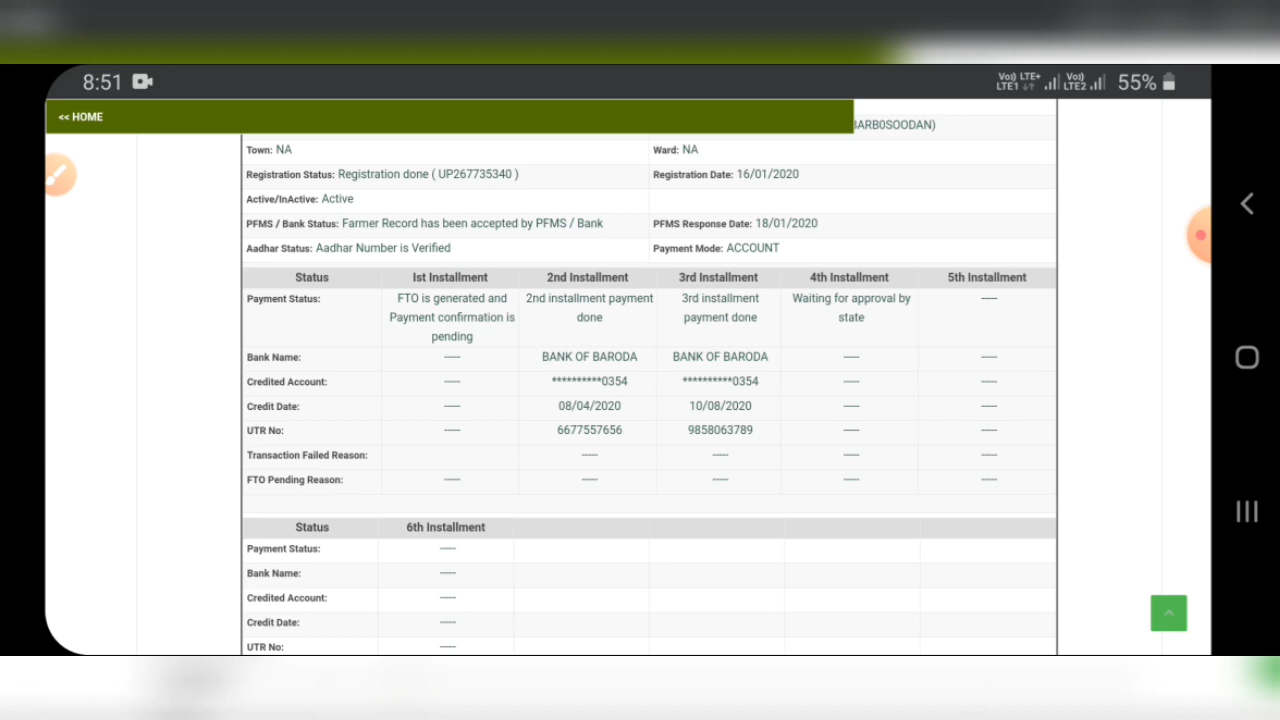 8:51 Vo) LTE+ LTE1 Vo) LTE2 55%
<< HOME
BARB0SOODAN)
Town: NA Ward: NA
Registration Status: Registration done ( UP267735340 ) Registration Date: 16/01/2020
Active/InActive: Active
PFMS / Bank Status: Farmer Record has been accepted by PFMS / Bank PFMS Response Date: 18/01/2020
Aadhar Status: Aadhar Number is Verified Payment Mode: ACCOUNT
Status Ist Installment 2nd Installment 3rd Installment 4th Installment 5th Installment
Payment Status: FTO is generated and 2nd installment payment 3rd installment Waiting for approval by -----
Payment confirmation is done payment done state
pending
Bank Name: ----- BANK OF BARODA BANK OF BARODA ----- -----
Credited Account: ----- **********0354 **********0354 ----- -----
Credit Date: ----- 08/04/2020 10/08/2020 ----- -----
UTR No: ----- 6677557656 9858063789 ----- -----
Transaction Failed Reason: ----- ----- ----- -----
FTO Pending Reason: ----- ----- ----- ----- -----
Status 6th Installment
Payment Status: -----
Bank Name: -----
Credited Account: -----
Credit Date: -----
UTR No: -----